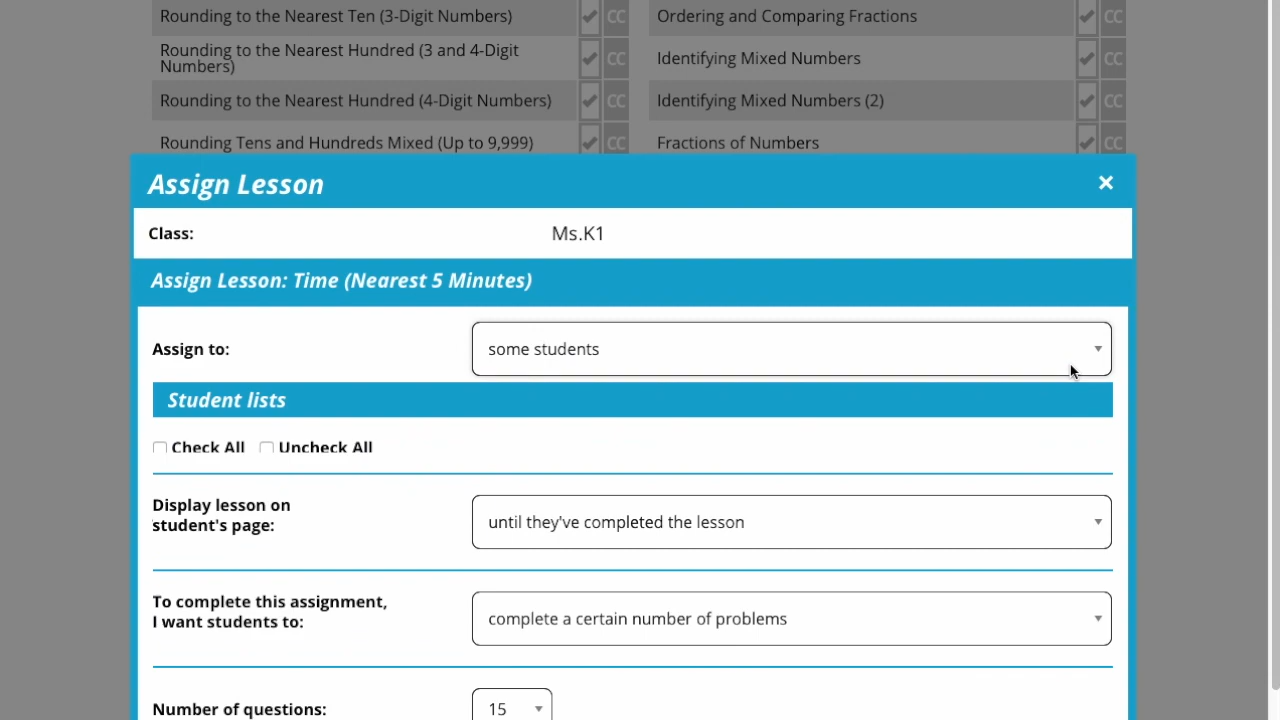 Rounding to the Nearest Ten (3-Digit Numbers) CC
Ordering and Comparing Fractions CC
Rounding to the Nearest Hundred (3 and 4-Digit
Numbers) CC
Identifying Mixed Numbers CC
Rounding to the Nearest Hundred (4-Digit Numbers) CC
Identifying Mixed Numbers (2) CC
Rounding Tens and Hundreds Mixed (Up to 9,999) CC
Fractions of Numbers CC
Assign Lesson ×
Class: Ms.K1
Assign Lesson: Time (Nearest 5 Minutes)
Assign to: some students
Student lists
Check All Uncheck All
Display lesson on
student's page: until they've completed the lesson
To complete this assignment,
I want students to: complete a certain number of problems
Number of questions: 15